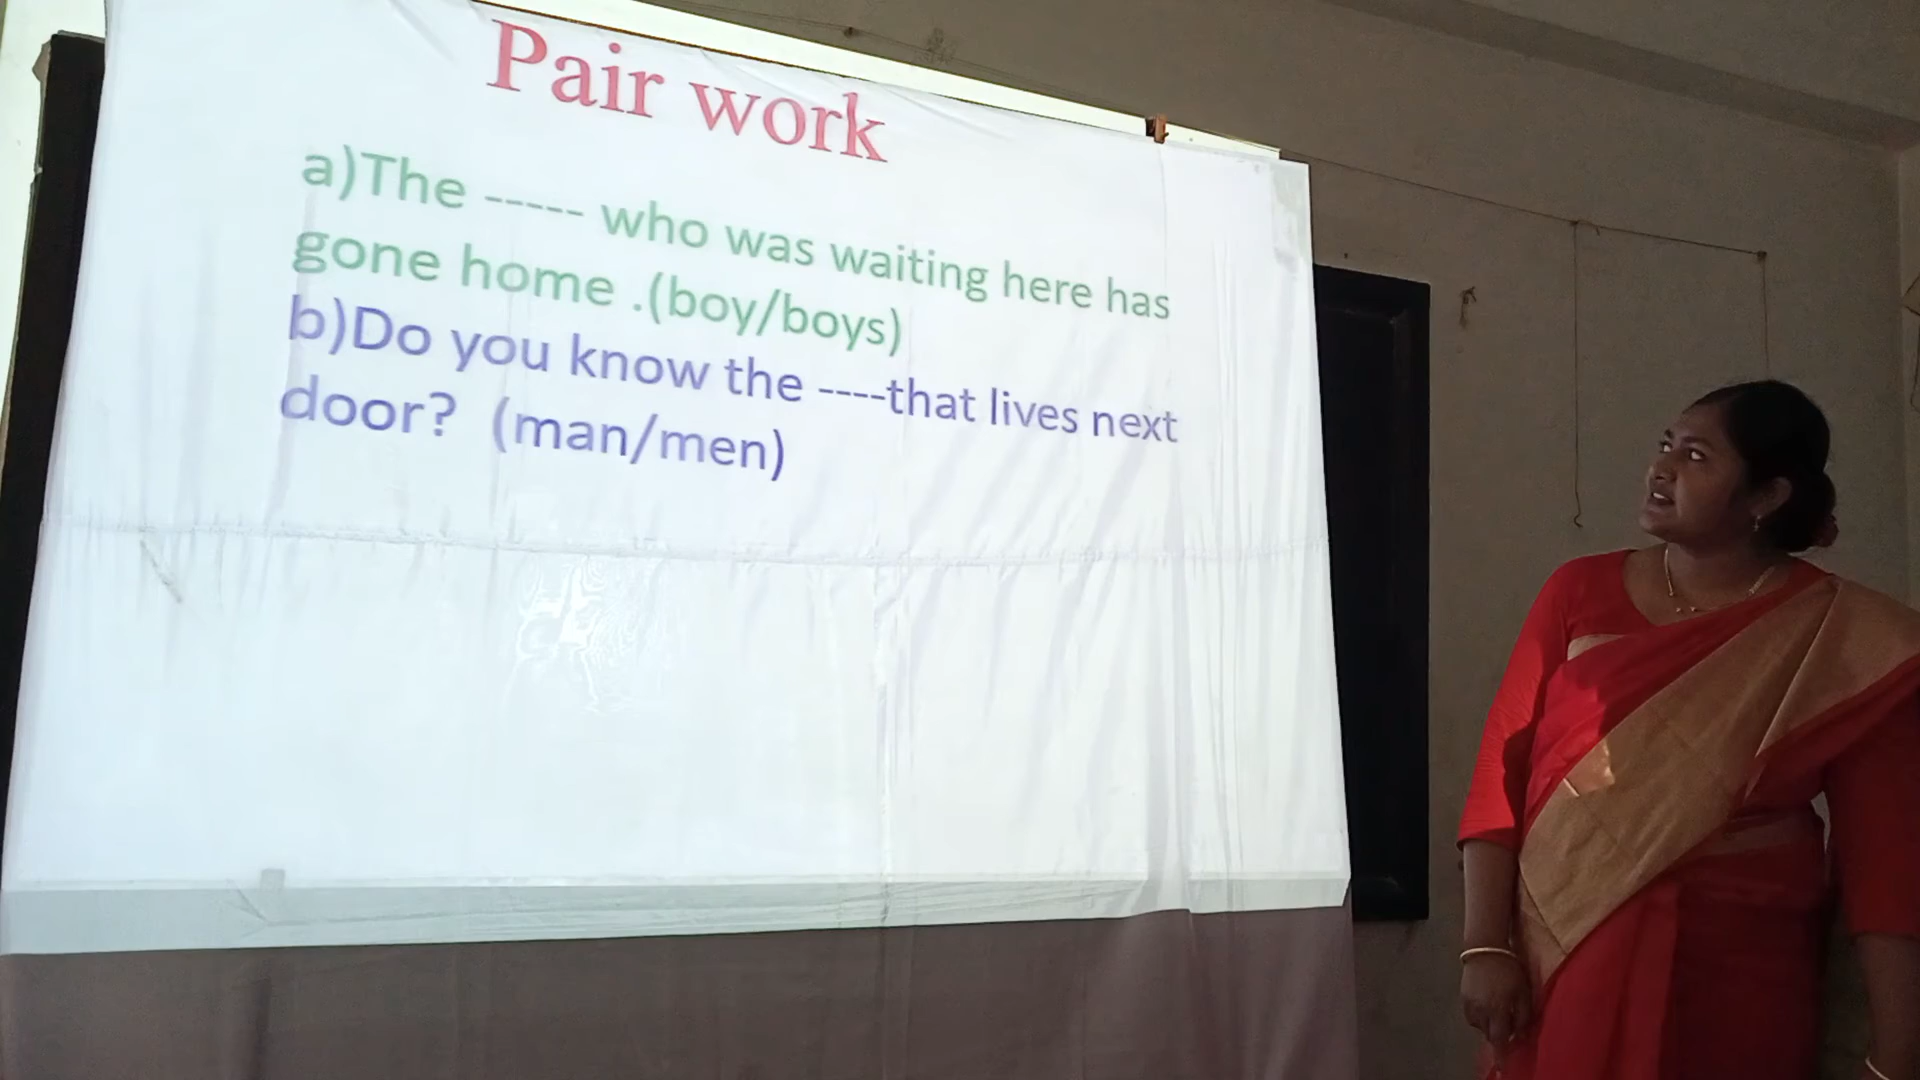 Pair work
a)The ----- who was waiting here has
gone home .(boy/boys)
b)Do you know the ----that lives next
door? (man/men)